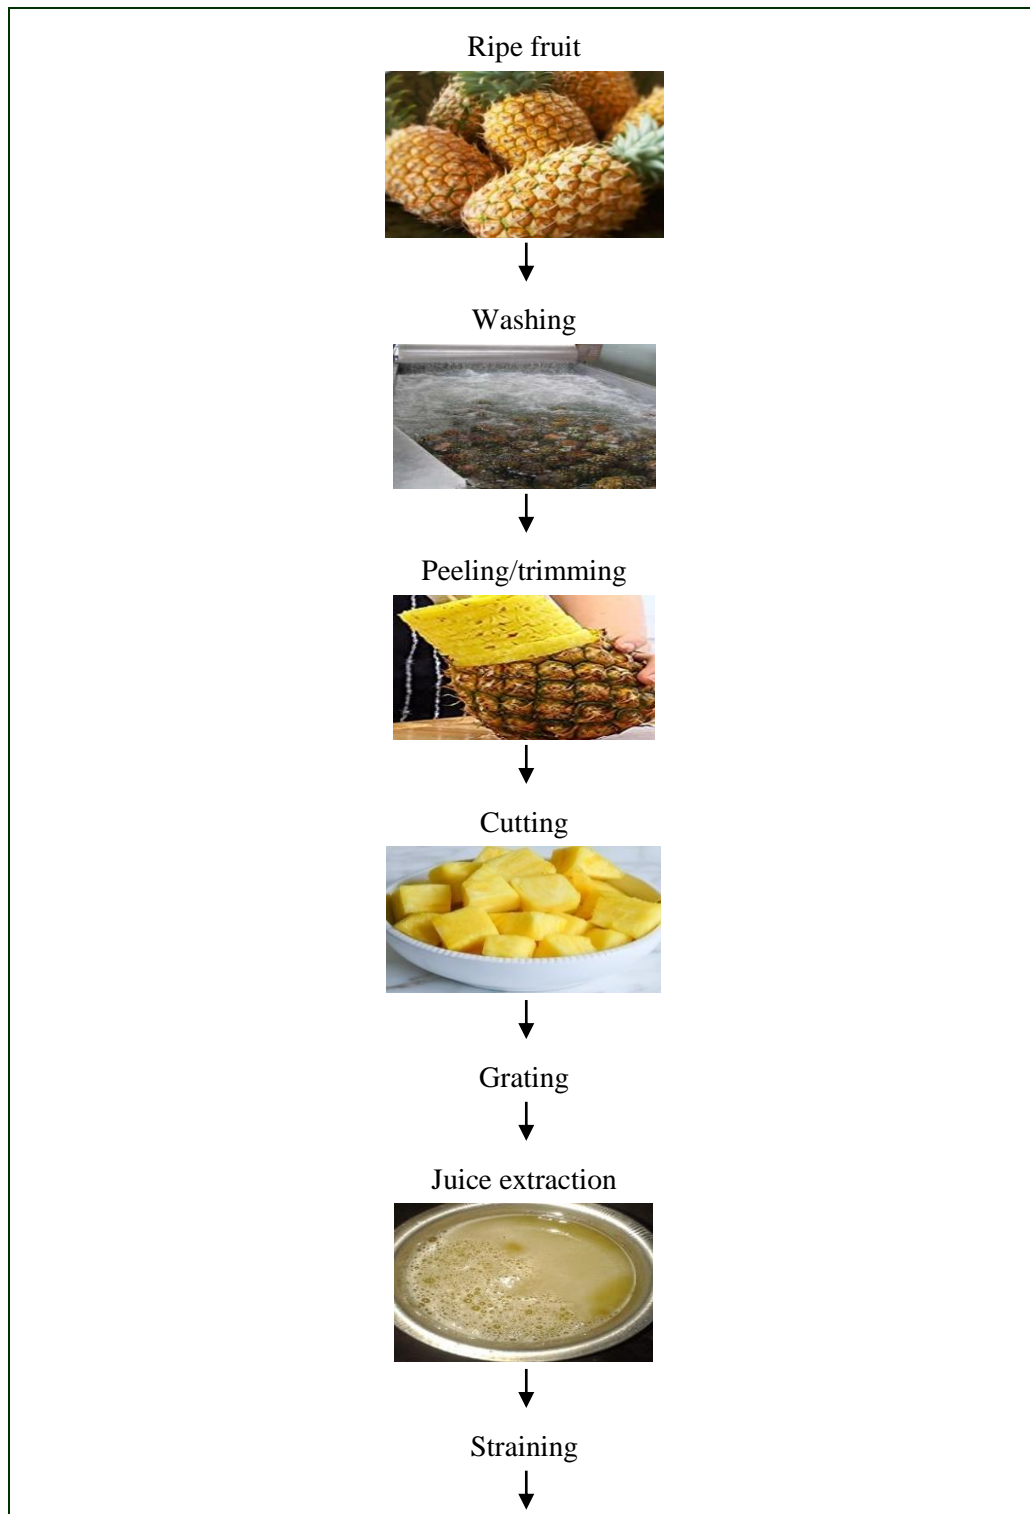 Ripe fruit
Washing
Peeling/trimming
Cutting
Grating
Juice extraction
Straining